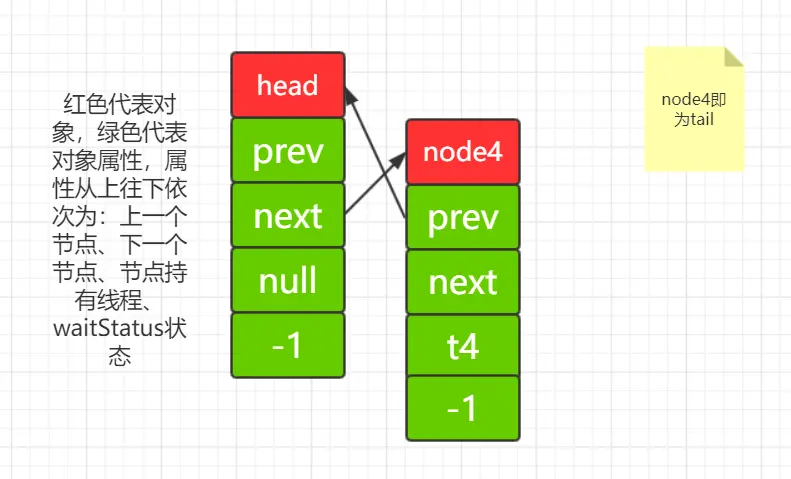 红色代表对
象，绿色代表
对象属性，属
性从上往下依
次为：上一个
节点、下一个
节点、节点持
有线程、
waitStatus状
态
head
prev
next
null
-1
node4
prev
next
t4
-1
node4即
为tail